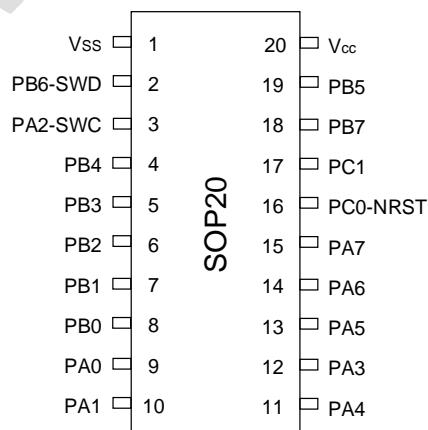 Vss 1 20 Vcc
PB6-SWD 2 19 PB5
PA2-SWC 3 18 PB7
PB4 4 17 PC1
PB3 5 16 PC0-NRST
PB2 6 15 PA7
PB1 7 14 PA6
PB0 8 13 PA5
PA0 9 12 PA3
PA1 10 11 PA4
SOP20